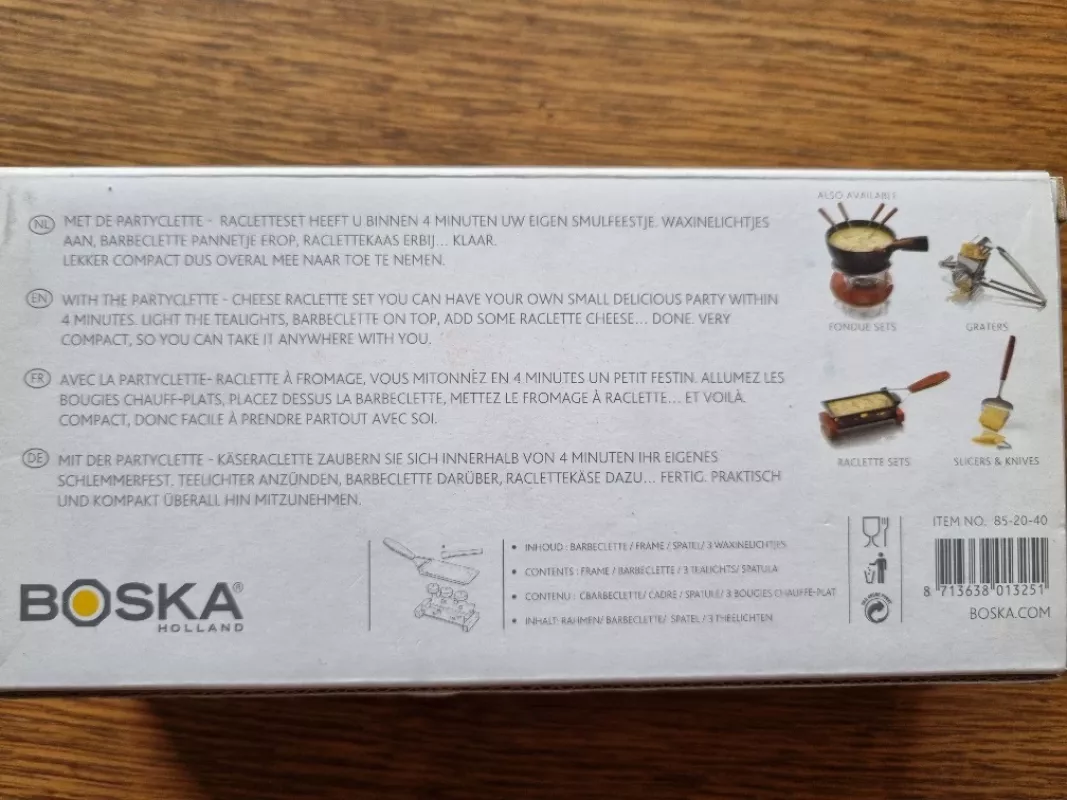 NL MET DE PARTYCLETTE - RACLETTESET HEEFT U BINNEN 4 MINUTEN UW EIGEN SMULFEESTJE. WAXINELICHTJES
AAN, BARBECLETTE PANNETJE EROP, RACLETTEKAAS ERBIJ... KLAAR.
LEKKER COMPACT DUS OVERAL MEE NAAR TOE TE NEMEN.
EN WITH THE PARTYCLETTE - CHEESE RACLETTE SET YOU CAN HAVE YOUR OWN SMALL DELICIOUS PARTY WITHIN
4 MINUTES. LIGHT THE TEALIGHTS, BARBECLETTE ON TOP, ADD SOME RACLETTE CHEESE... DONE. VERY
COMPACT, SO YOU CAN TAKE IT ANYWHERE WITH YOU.
FR AVEC LA PARTYCLETTE- RACLETTE À FROMAGE, VOUS MITONNEZ EN 4 MINUTES UN PETIT FESTIN. ALLUMEZ LES
BOUGIES CHAUFF-PLATS, PLACEZ DESSUS LA BARBECLETTE, METTEZ LE FROMAGE À RACLETTE... ET VOILÀ.
COMPACT, DONC FACILE À PRENDRE PARTOUT AVEC SOI.
DE MIT DER PARTYCLETTE - KÄSERACLETTE ZAUBERN SIE SICH INNERHALB VON 4 MINUTEN IHR EIGENES
SCHLEMMERFEST. TEELICHTER ANZÜNDEN, BARBECLETTE DARÜBER, RACLETTEKÄSE DAZU... FERTIG. PRAKTISCH
UND KOMPAKT ÜBERALL HIN MITZUNEHMEN.
ALSO AVAILABLE
FONDUE SETS
GRATERS
RACLETTE SETS
SLICERS & KNIVES
BOSKA®
HOLLAND
• INHOUD : BARBECLETTE / FRAME / SPATEL/ 3 WAXINELICHTJES
• CONTENTS : FRAME / BARBECLETTE / 3 TEALICHTS/ SPATULA
• CONTENU : CBARBECLETTE/ CADRE / SPATULE/ 3 BOUGIES CHAUFFE-PLAT
• INHALT: RAHMEN/ BARBECLETTE/ SPATEL / 3 THEELICHTEN
ITEM NO. 85-20-40
8 713638 013251
BOSKA.COM